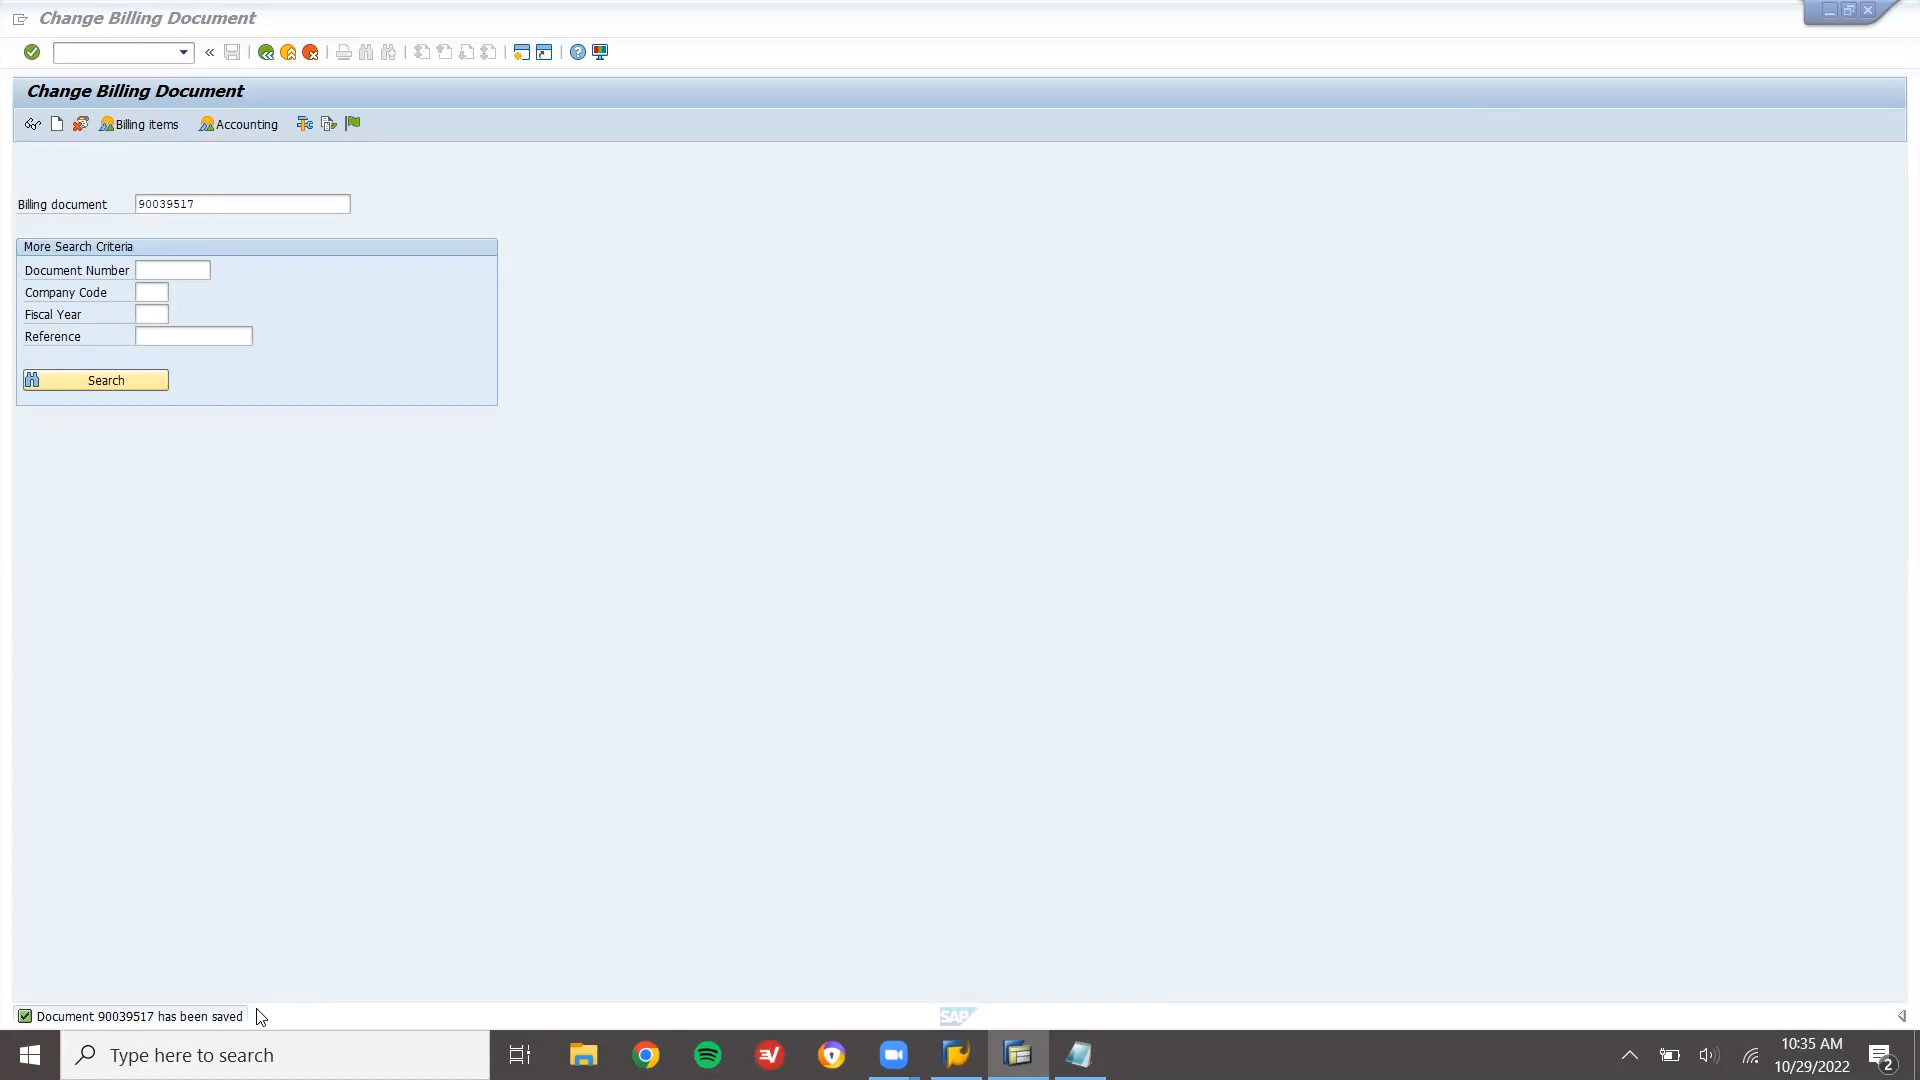 Change Billing Document
Change Billing Document
Billing items
Accounting
Billing document 90039517
More Search Criteria
Document Number
Company Code
Fiscal Year
Reference
Search
Document 90039517 has been saved
SAP
Type here to search
10:35 AM
10/29/2022
2